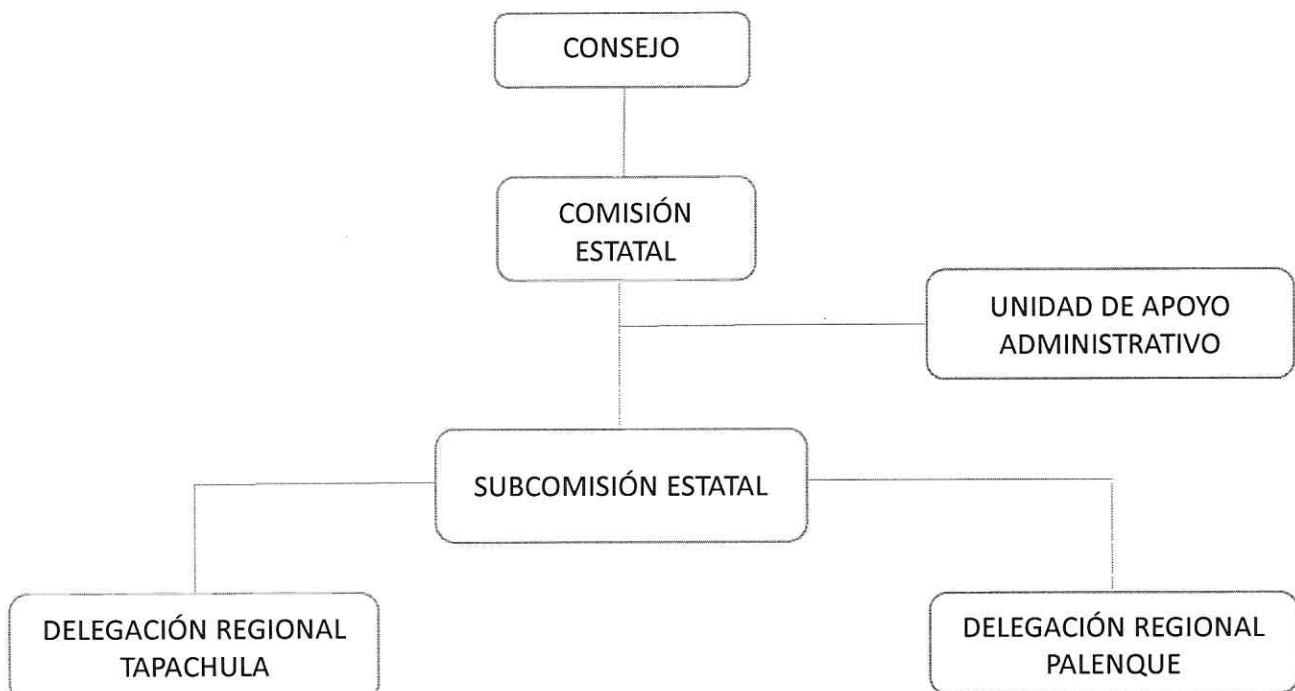 CONSEJO
COMISIÓN
ESTATAL
UNIDAD DE APOYO
ADMINISTRATIVO
SUBCOMISIÓN ESTATAL
DELEGACIÓN REGIONAL
TAPACHULA
DELEGACIÓN REGIONAL
PALENQUE